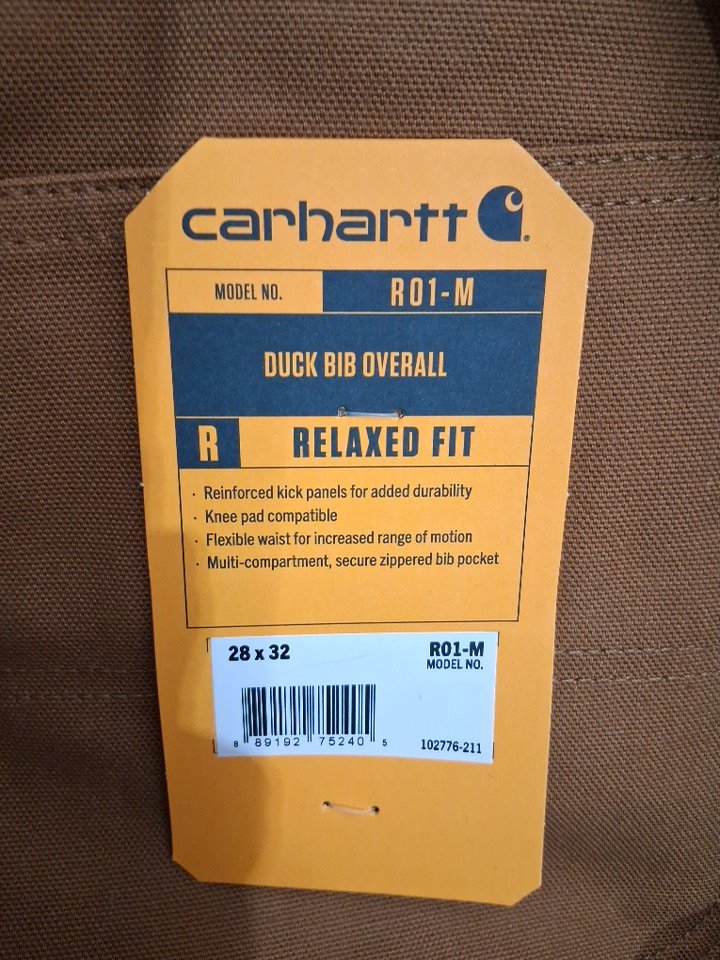 carhartt
MODEL NO. R01-M
DUCK BIB OVERALL
R RELAXED FIT
· Reinforced kick panels for added durability
· Knee pad compatible
· Flexible waist for increased range of motion
· Multi-compartment, secure zippered bib pocket
28 x 32 R01-M
MODEL NO.
8 89192 75240 5 102776-211